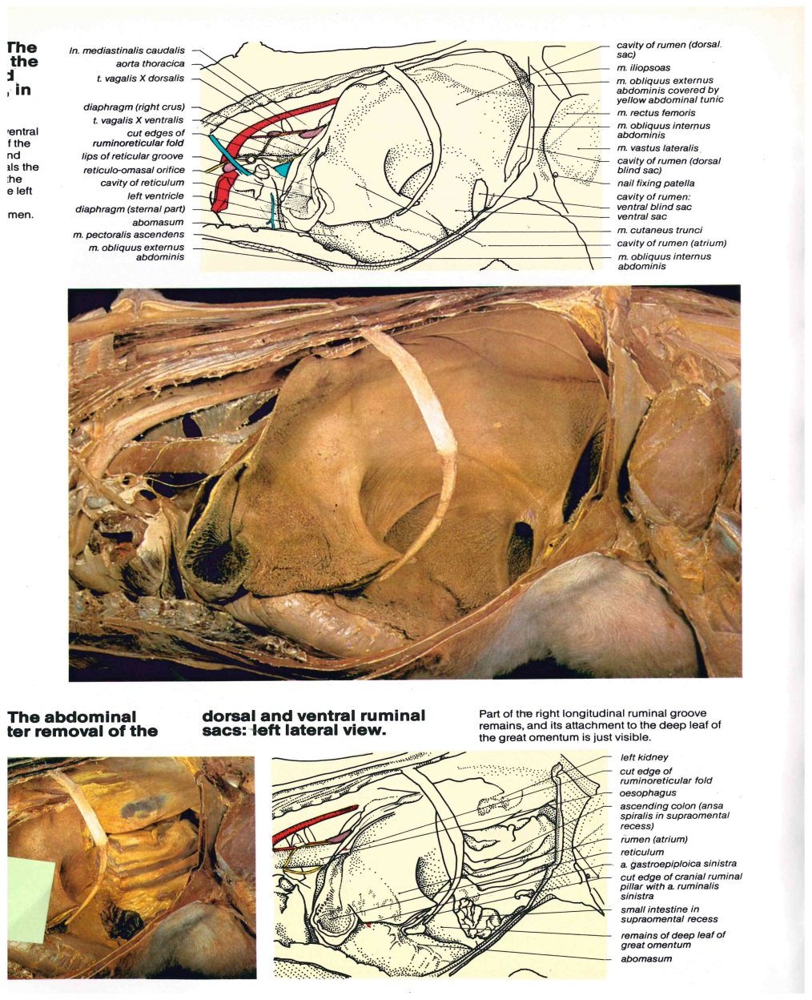 The
the
d
, in
ventral
f the
nd
als the
the
e left
men.
ln. mediastinalis caudalis
aorta thoracica
t. vagalis X dorsalis
diaphragm (right crus)
t. vagalis X ventralis
cut edges of
ruminoreticular fold
lips of reticular groove
reticulo-omasal orifice
cavity of reticulum
left ventricle
diaphragm (sternal part)
abomasum
m. pectoralis ascendens
m. obliquus externus
abdominis
cavity of rumen (dorsal
sac)
m. iliopsoas
m. obliquus externus
abdominis covered by
yellow abdominal tunic
m. rectus femoris
m. obliquus internus
abdominis
m. vastus lateralis
cavity of rumen (dorsal
blind sac)
nail fixing patella
cavity of rumen:
ventral blind sac
ventral sac
m. cutaneus trunci
cavity of rumen (atrium)
m. obliquus internus
abdominis
The abdominal
ter removal of the
dorsal and ventral ruminal
sacs: left lateral view.
Part of the right longitudinal ruminal groove
remains, and its attachment to the deep leaf of
the great omentum is just visible.
left kidney
cut edge of
ruminoreticular fold
oesophagus
ascending colon (ansa
spiralis in supraomental
recess)
rumen (atrium)
reticulum
a. gastroepiploica sinistra
cut edge of cranial ruminal
pillar with a. ruminalis
sinistra
small intestine in
supraomental recess
remains of deep leaf of
great omentum
abomasum